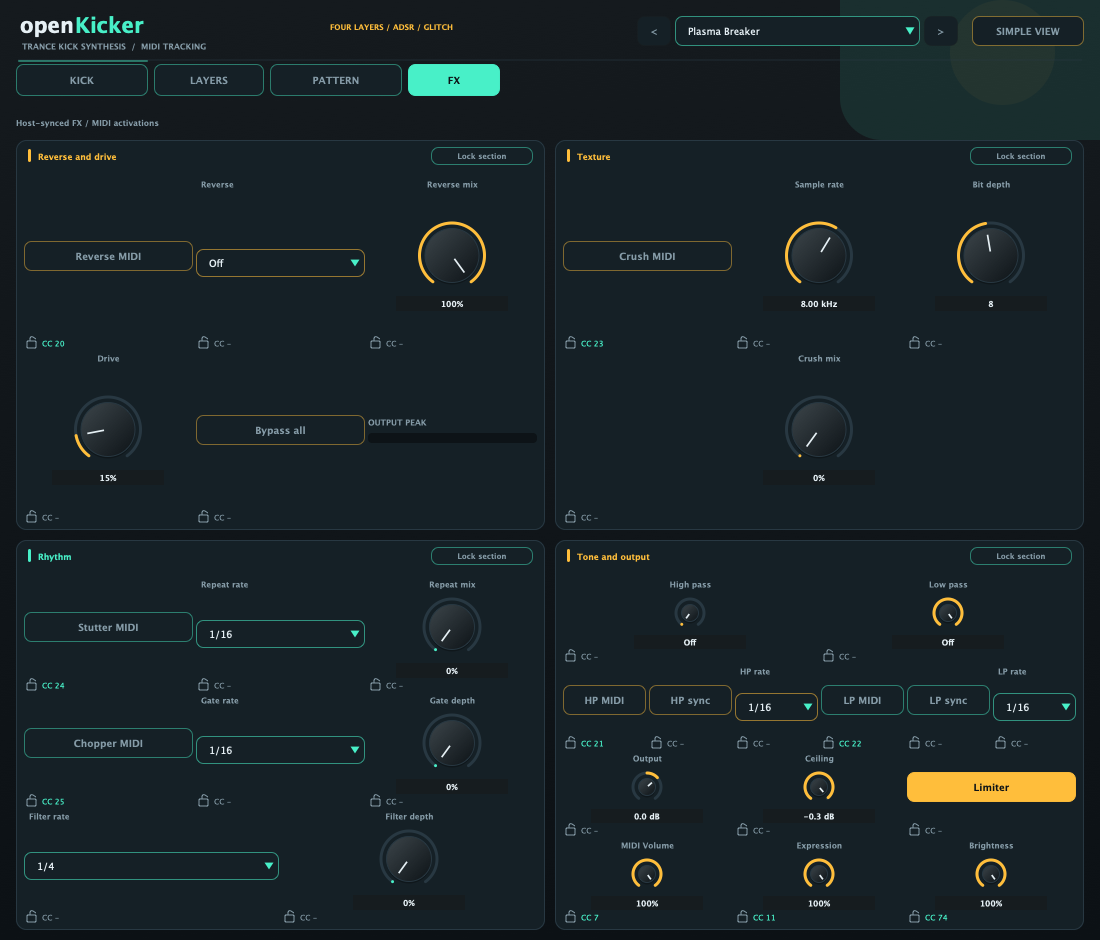 openKicker
FOUR LAYERS / ADSR / GLITCH
< Plasma Breaker > SIMPLE VIEW
TRANCE KICK SYNTHESIS / MIDI TRACKING
KICK LAYERS PATTERN FX
Host-synced FX / MIDI activations
Reverse and drive Lock section
Reverse Reverse mix
Reverse MIDI Off
100%
CC 20 CC – CC –
Drive
Bypass all OUTPUT PEAK
15%
CC – CC –
Texture Lock section
Sample rate Bit depth
Crush MIDI
8.00 kHz 8
CC 23 CC – CC –
Crush mix
0%
CC –
Rhythm Lock section
Repeat rate Repeat mix
Stutter MIDI 1/16
0%
CC 24 CC – CC –
Gate rate Gate depth
Chopper MIDI 1/16
0%
CC 25 CC – CC –
Filter rate Filter depth
1/4
0%
CC – CC –
Tone and output Lock section
High pass Low pass
Off Off
CC – CC –
HP rate LP rate
HP MIDI HP sync 1/16 LP MIDI LP sync 1/16
CC 21 CC – CC – CC 22 CC – CC –
Output Ceiling
Limiter
0.0 dB −0.3 dB
CC – CC – CC –
MIDI Volume Expression Brightness
100% 100% 100%
CC 7 CC 11 CC 74